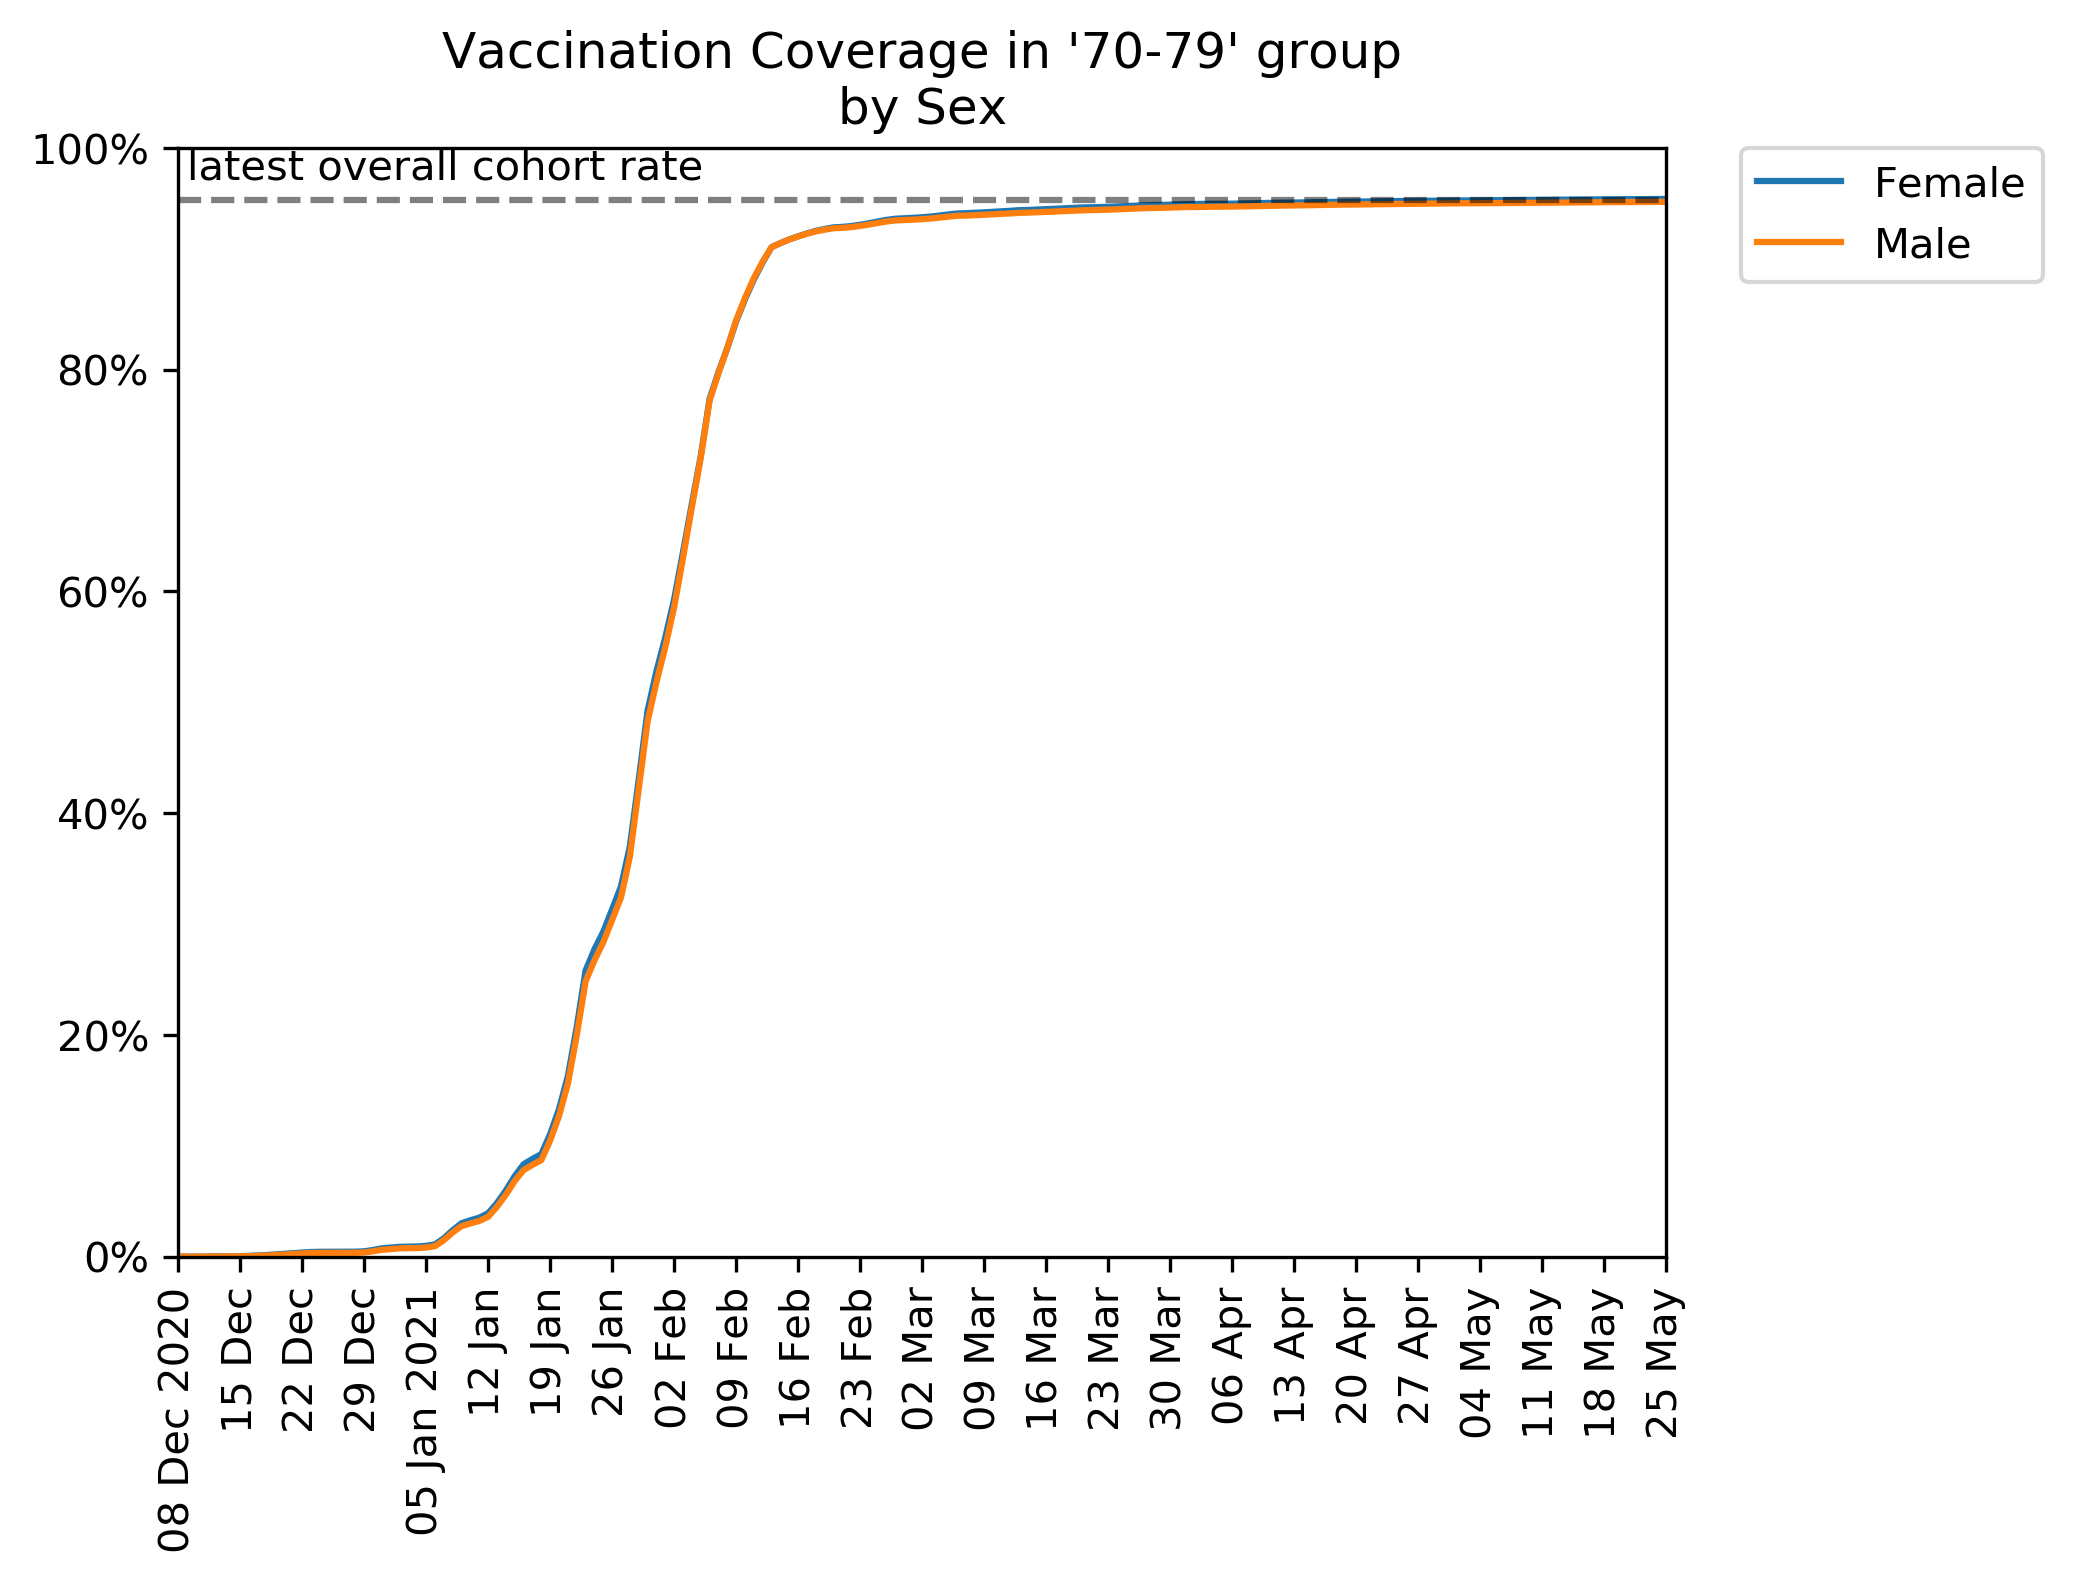 Vaccination Coverage in '70-79' group
by Sex
100%
80%
60%
40%
20%
0%
latest overall cohort rate
Female
Male
08 Dec 2020
15 Dec
22 Dec
29 Dec
05 Jan 2021
12 Jan
19 Jan
26 Jan
02 Feb
09 Feb
16 Feb
23 Feb
02 Mar
09 Mar
16 Mar
23 Mar
30 Mar
06 Apr
13 Apr
20 Apr
27 Apr
04 May
11 May
18 May
25 May